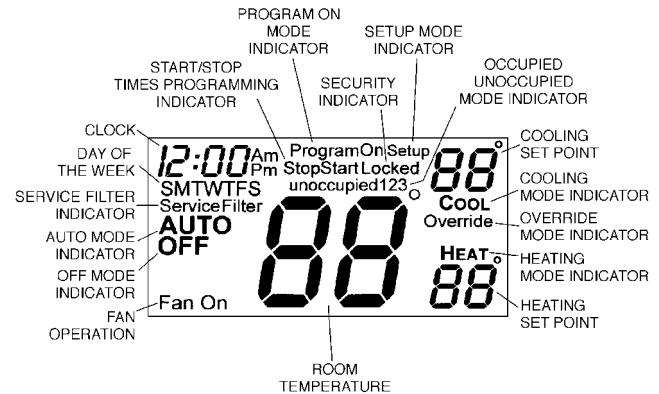 PROGRAM ON
MODE
INDICATOR
SETUP MODE
INDICATOR
START/STOP
TIMES PROGRAMMING
INDICATOR
SECURITY
INDICATOR
OCCUPIED
UNOCCUPIED
MODE INDICATOR
CLOCK
DAY OF
THE WEEK
SERVICE FILTER
INDICATOR
AUTO MODE
INDICATOR
OFF MODE
INDICATOR
FAN
OPERATION
12:00 Am
Pm
SMTWTFS
ServiceFilter
AUTO
OFF
Fan On
ProgramOn Setup
StopStart Locked
unoccupied123
88°
88°
COOL
Override
HEAT
88°
COOLING
SET POINT
COOLING
MODE INDICATOR
OVERRIDE
MODE INDICATOR
HEATING
MODE INDICATOR
HEATING
SET POINT
ROOM
TEMPERATURE